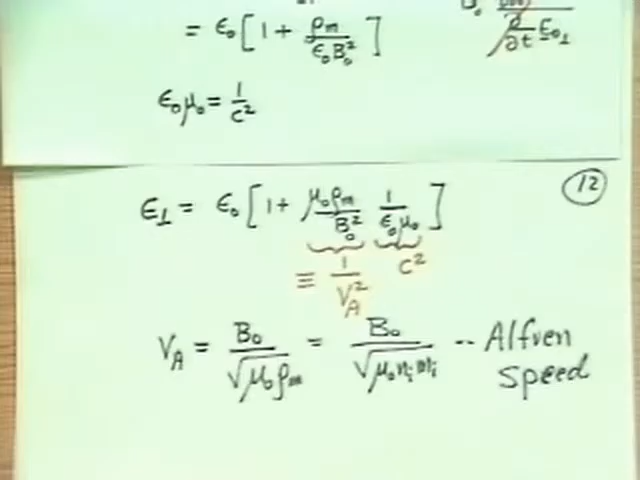 = ϵ₀[1 + ρₘ/(ϵ₀B₀²)]
∂/∂t E₀⊥
ϵ₀μ₀ = 1/c²
12
ϵ⊥ = ϵ₀[1 + μ₀ρₘ/B₀² 1/(ϵ₀μ₀)]
≡ 1/V_A² c²
V_A = B₀/√(μ₀ρₘ) = B₀/√(μ₀nᵢmᵢ) -- Alfven
speed